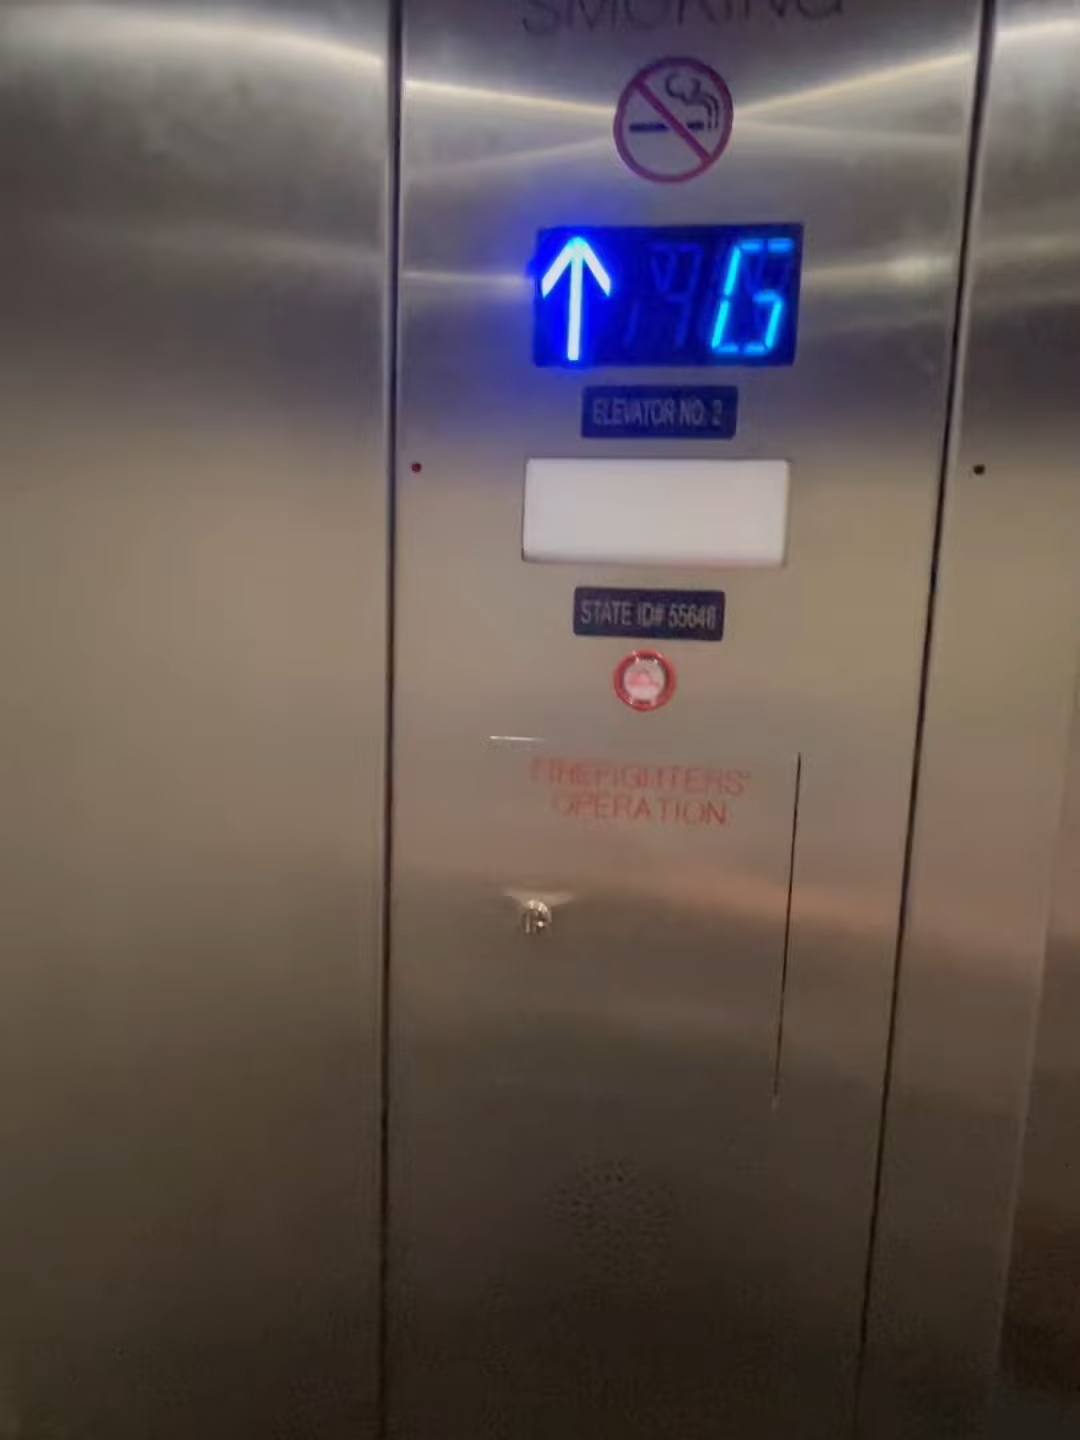 SMOKING
G
ELEVATOR NO. 2
STATE ID# 55646
FIREFIGHTERS'
OPERATION